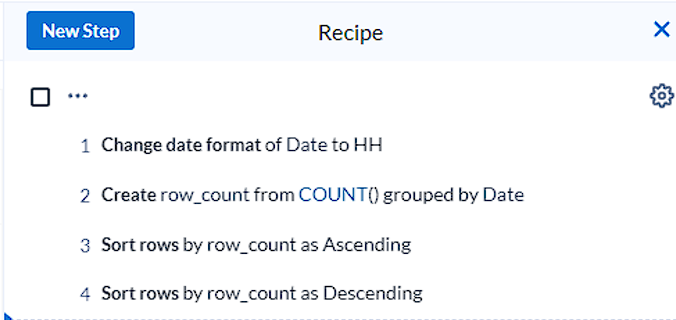 New Step
Recipe
1 Change date format of Date to HH
2 Create row_count from COUNT() grouped by Date
3 Sort rows by row_count as Ascending
4 Sort rows by row_count as Descending